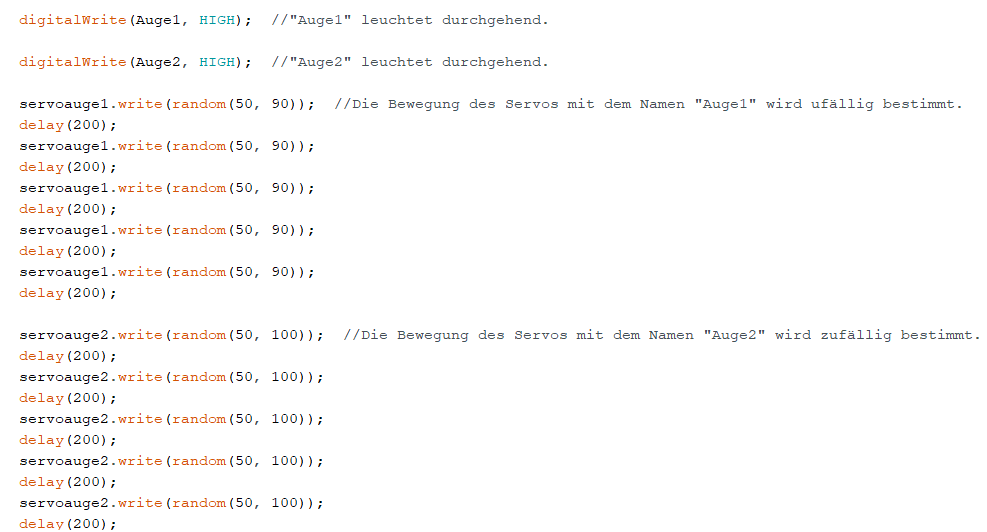 digitalWrite(Auge1, HIGH);  //"Auge1" leuchtet durchgehend.
digitalWrite(Auge2, HIGH);  //"Auge2" leuchtet durchgehend.
servoauge1.write(random(50, 90));  //Die Bewegung des Servos mit dem Namen "Auge1" wird ufällig bestimmt.
delay(200);
servoauge1.write(random(50, 90));
delay(200);
servoauge1.write(random(50, 90));
delay(200);
servoauge1.write(random(50, 90));
delay(200);
servoauge1.write(random(50, 90));
delay(200);
servoauge2.write(random(50, 100));  //Die Bewegung des Servos mit dem Namen "Auge2" wird zufällig bestimmt.
delay(200);
servoauge2.write(random(50, 100));
delay(200);
servoauge2.write(random(50, 100));
delay(200);
servoauge2.write(random(50, 100));
delay(200);
servoauge2.write(random(50, 100));
delay(200);